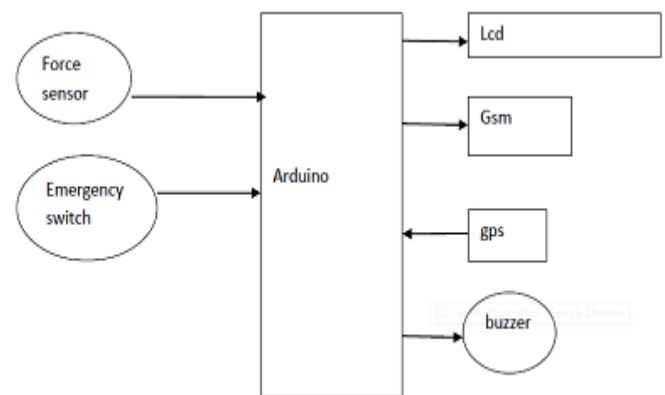 Force
sensor
Emergency
switch
Arduino
Lcd
Gsm
gps
buzzer